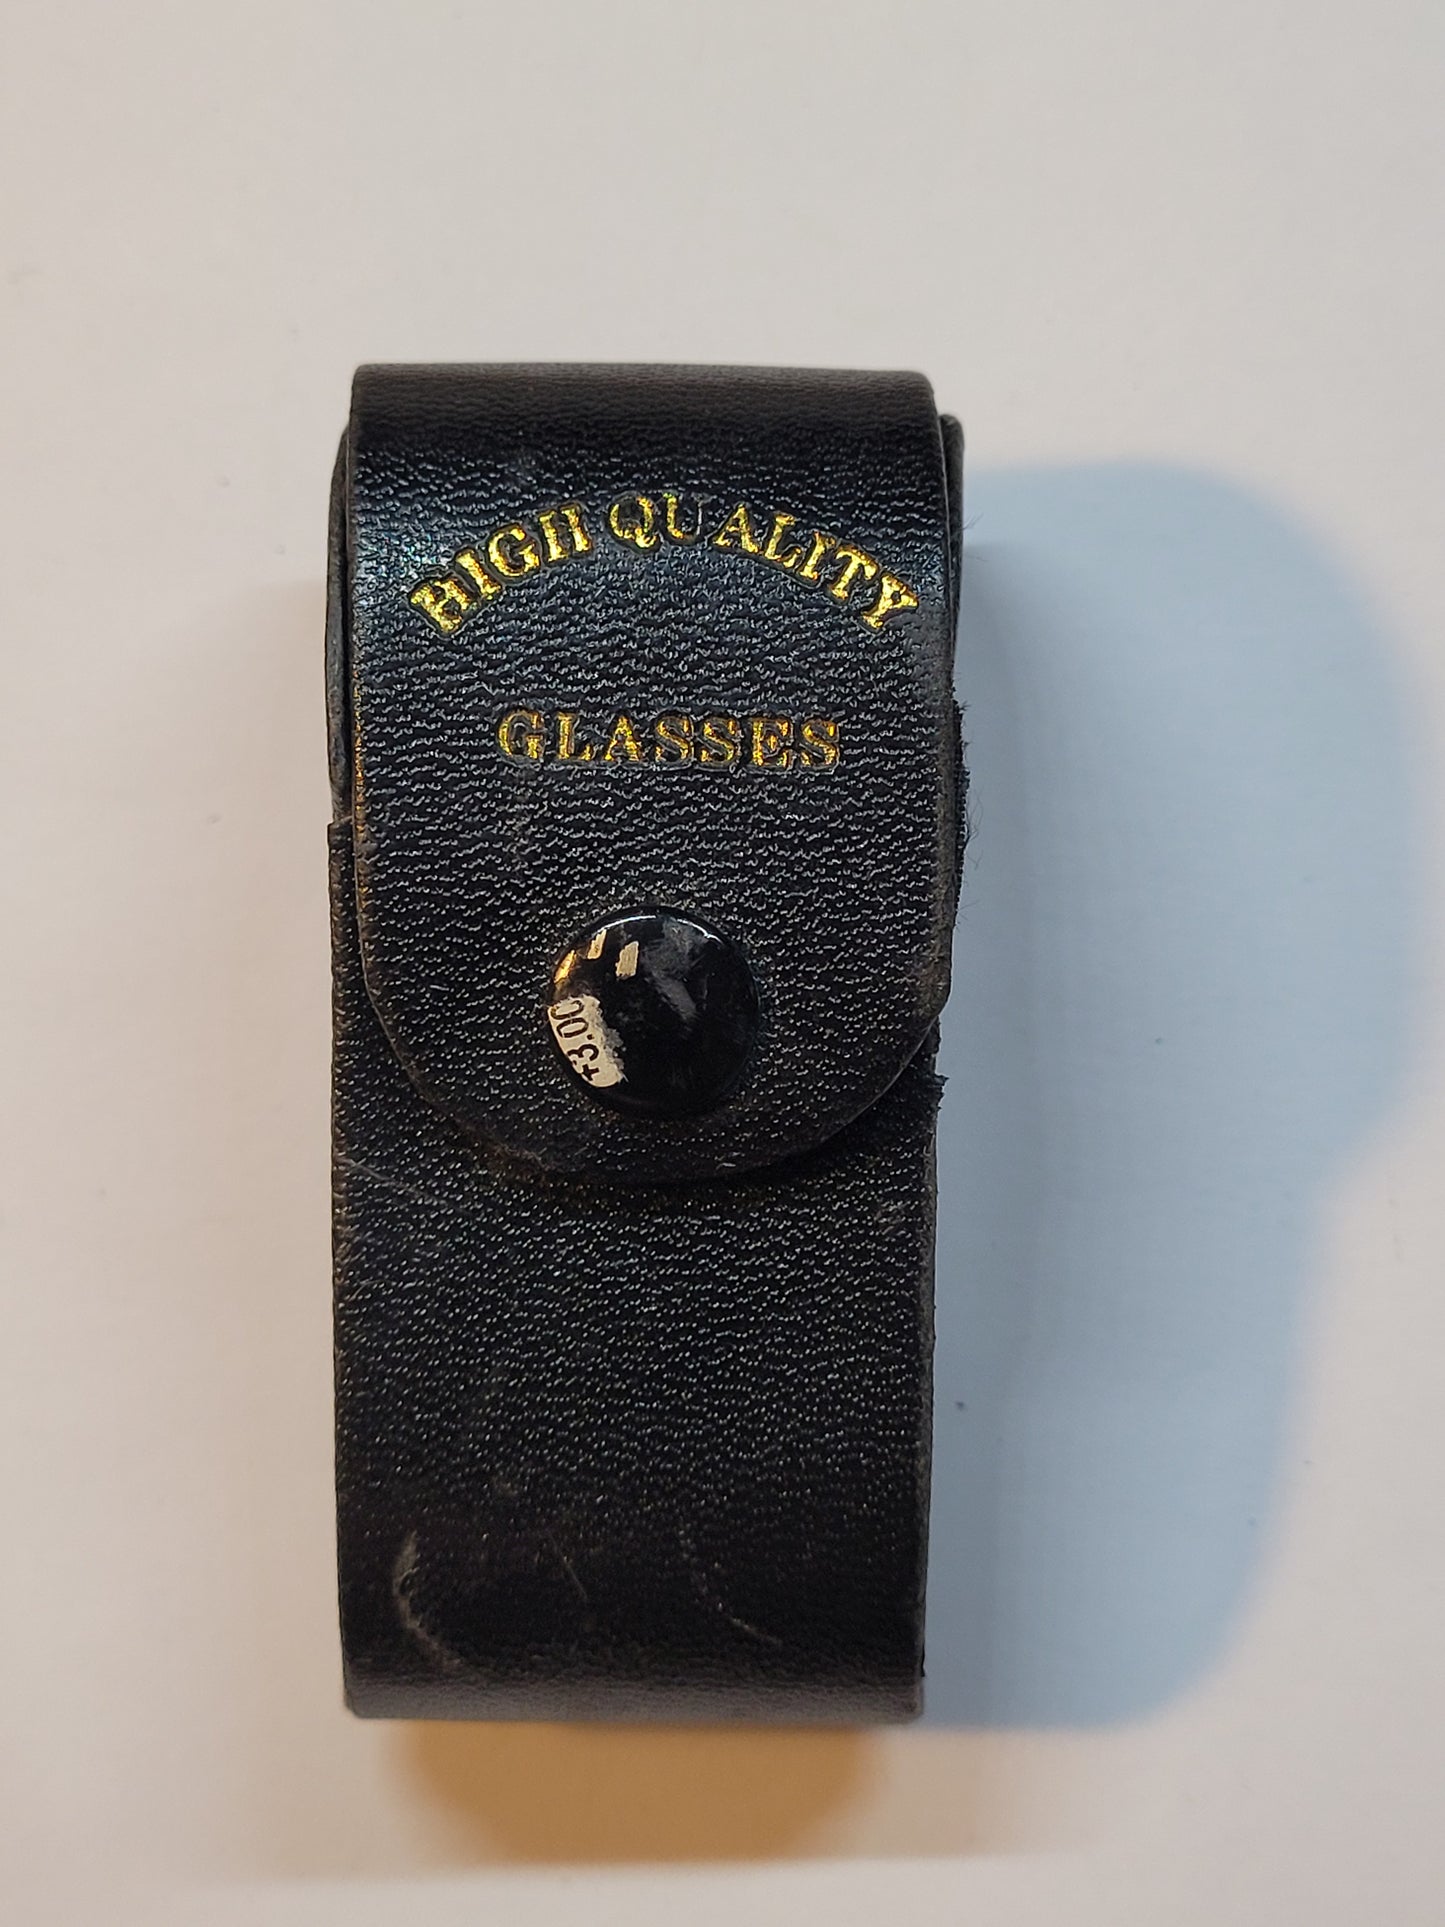 HIGH QUALITY
GLASSES
+3.00